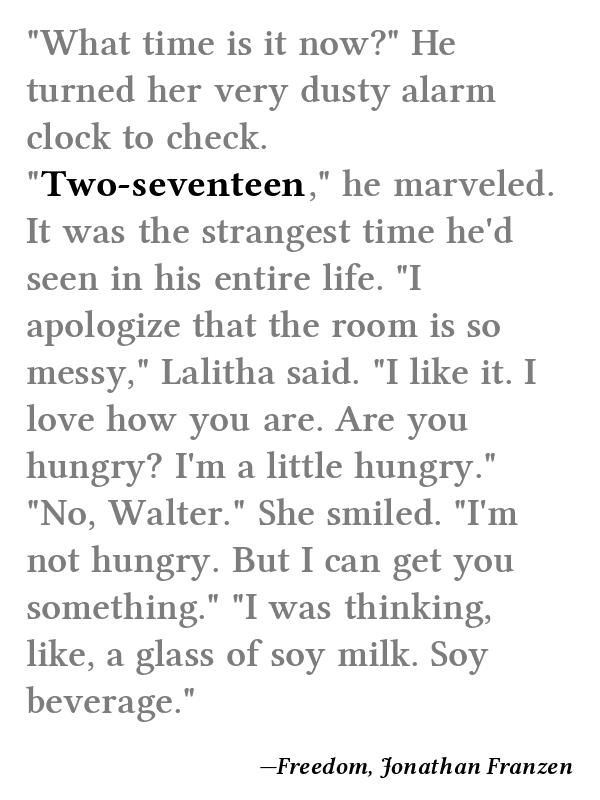 "What time is it now?" He
turned her very dusty alarm
clock to check.
"Two-seventeen," he marveled.
It was the strangest time he'd
seen in his entire life. "I
apologize that the room is so
messy," Lalitha said. "I like it. I
love how you are. Are you
hungry? I'm a little hungry."
"No, Walter." She smiled. "I'm
not hungry. But I can get you
something." "I was thinking,
like, a glass of soy milk. Soy
beverage."
—Freedom, Jonathan Franzen